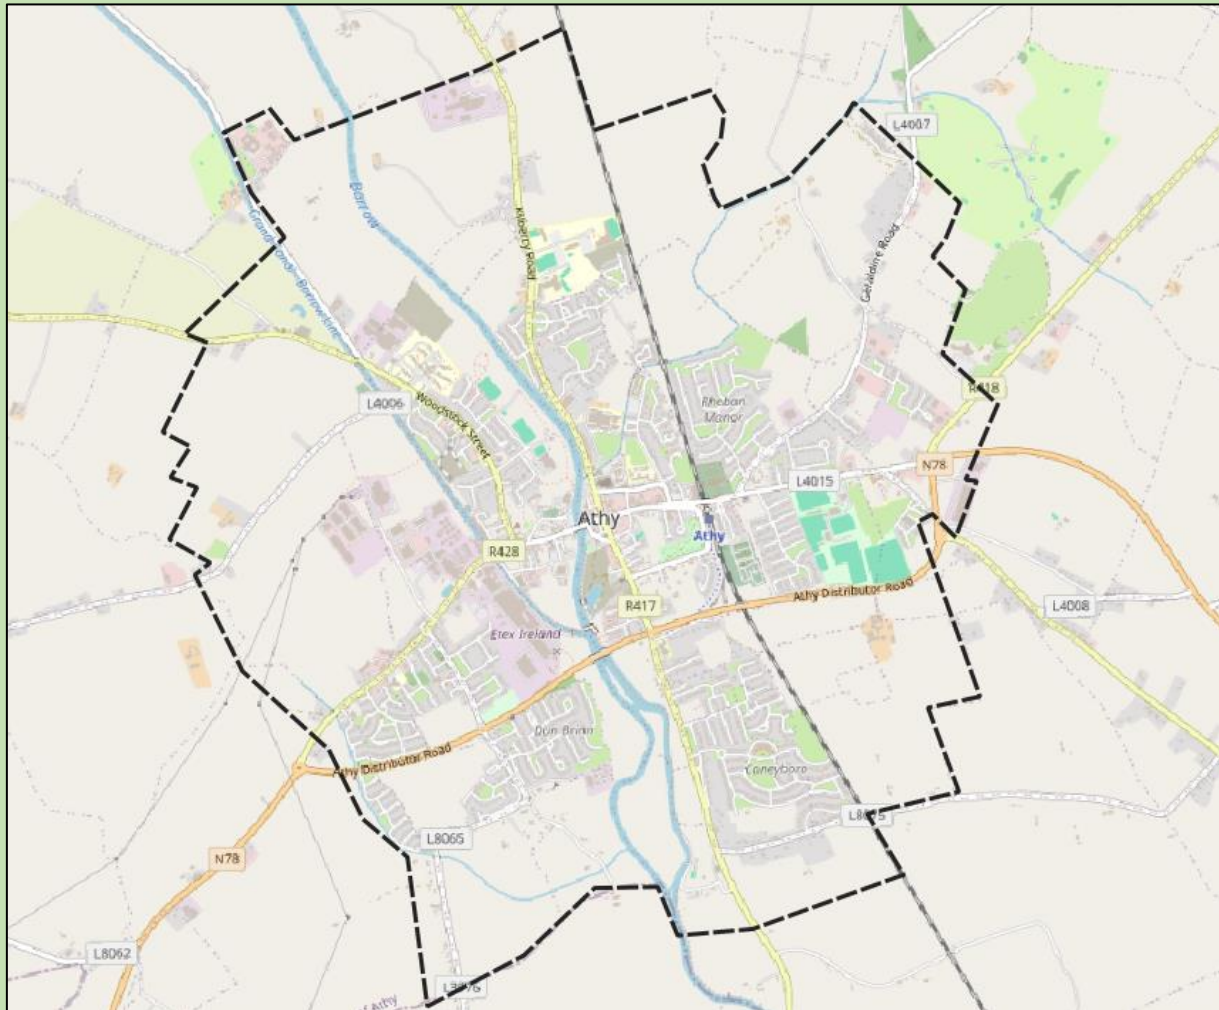 L4007
Barrow
Kilberry Road
Geraldine Road
R418
L4006
Woodstock Street
Rheban
Manor
N78
L4015
Athy
Athy
R428
R417
Athy Distributor Road
L4008
Etex Ireland
Dún Brinn
Athy Distributor Road
Coneyboro
L8065
N78
L8062
Athy